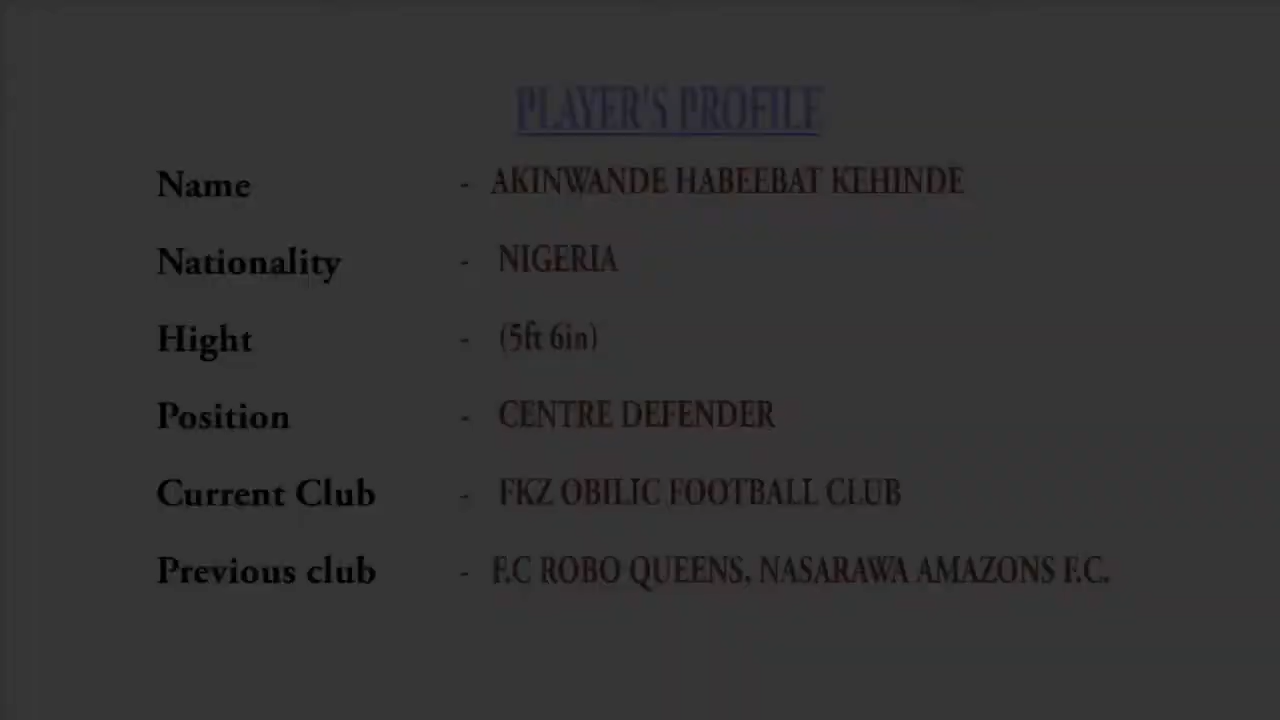 PLAYER'S PROFILE
Name - AKINWANDE HABEEBAT KEHINDE
Nationality - NIGERIA
Hight - (5ft 6in)
Position - CENTRE DEFENDER
Current Club - FKZ OBILIC FOOTBALL CLUB
Previous club - F.C ROBO QUEENS, NASARAWA AMAZONS F.C.